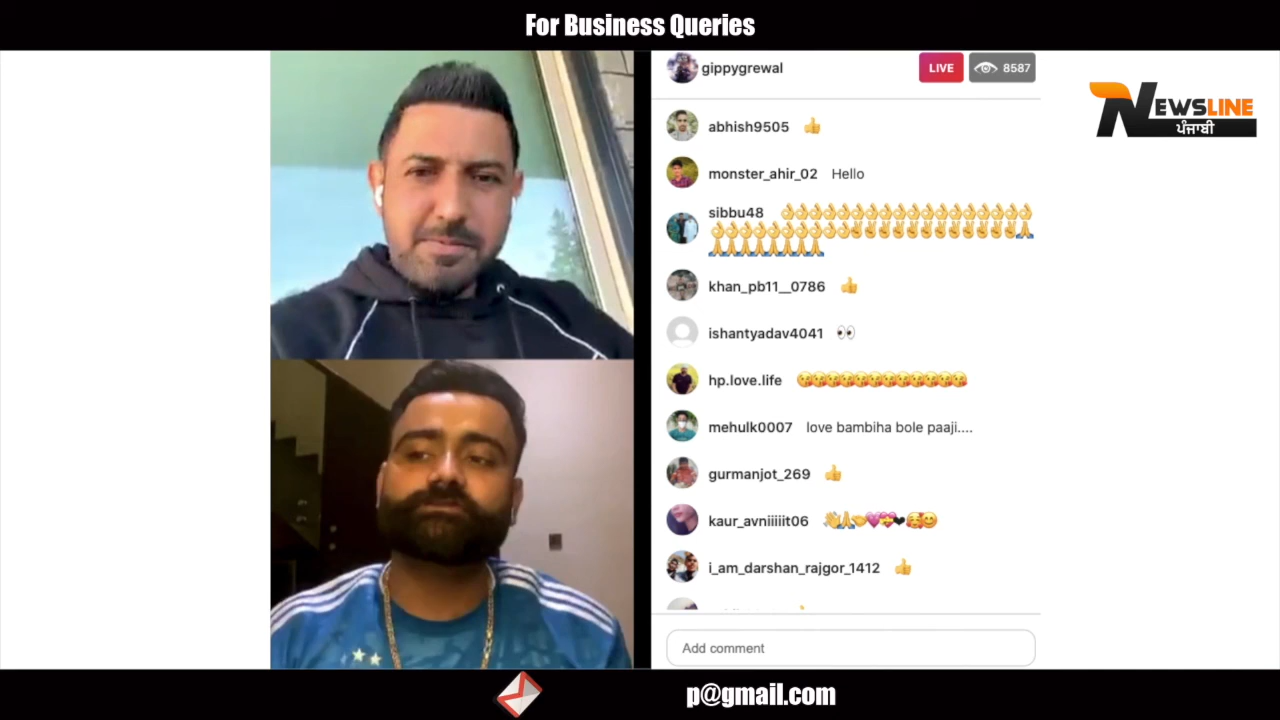 For Business Queries
gippygrewal
LIVE
8587
NEWSLINE
ਪੰਜਾਬੀ
abhish9505 👍
monster_ahir_02 Hello
sibbu48 👌👌👌👌👌👌👌👌👌👌👌👌👌👌👌👌👌👌
👌👌👌👌👌👌👌👌👌👌✌✌✌✌✌✌✌✌✌✌✌✌🙏
🙏🙏🙏🙏🙏🙏🙏🙏
khan_pb11__0786 👍
ishantyadav4041 👀
hp.love.life 😘😘😘😘😘😘😘😘😘😘😘😘
mehulk0007 love bambiha bole paaji....
gurmanjot_269 👍
kaur_avniiiiit06 👋🙏🤝💗💝❤🥰😊
i_am_darshan_rajgor_1412 👍
Add comment
p@gmail.com